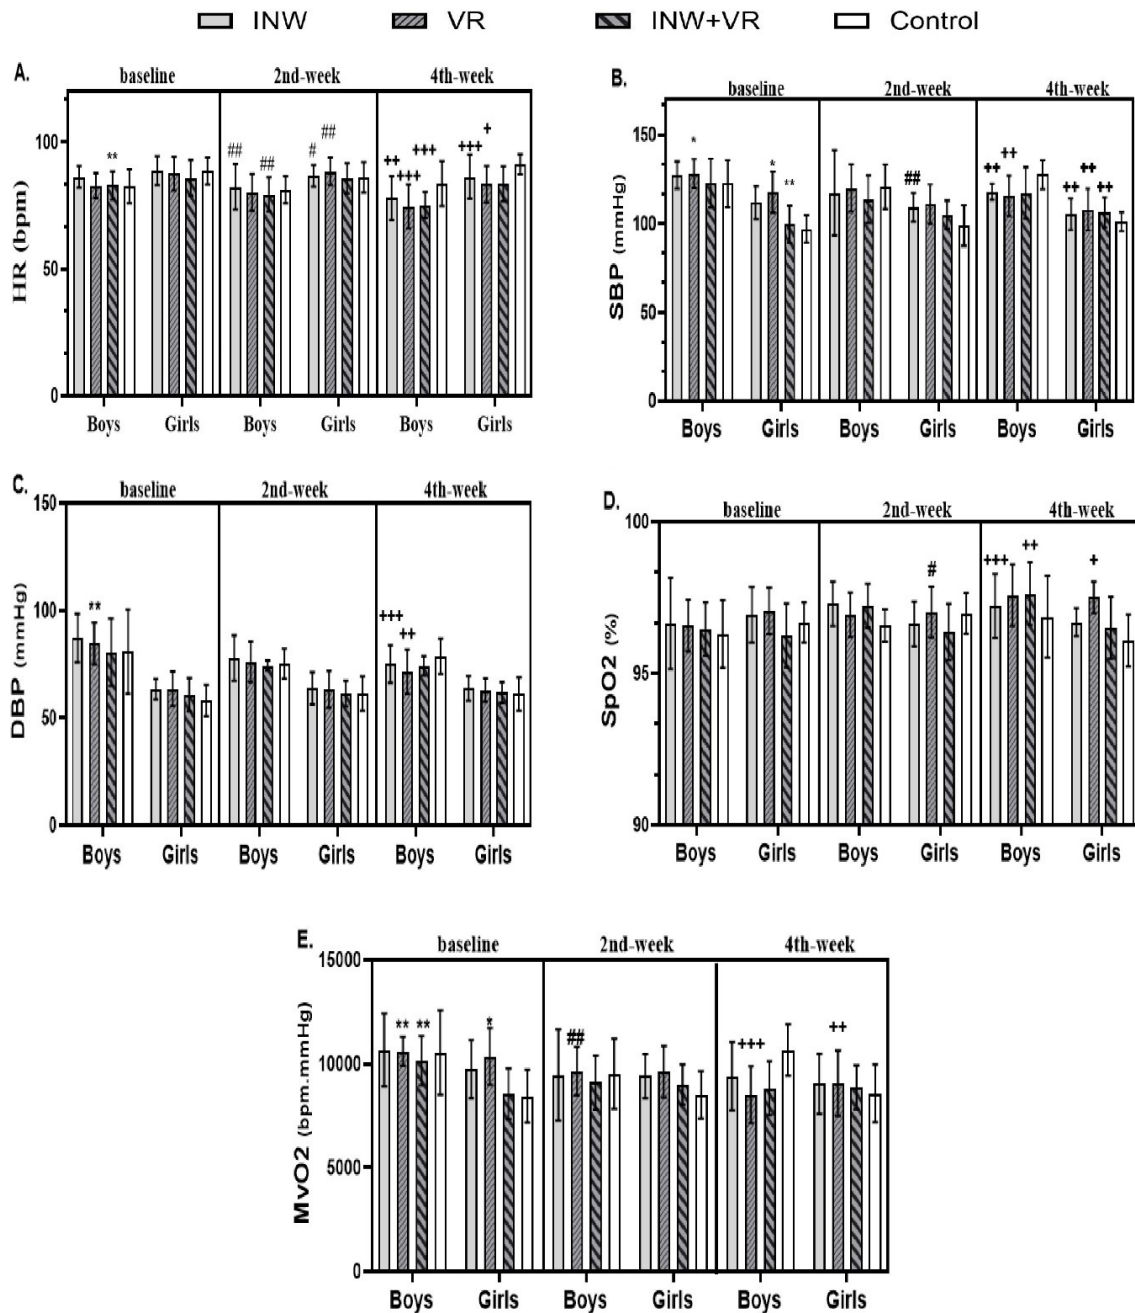 INW VR INW+VR Control
A.
baseline 2nd-week 4th-week
HR (bpm)
100
50
0
** ## ## # ## ++ +++ +++ +++ +
Boys Girls Boys Girls Boys Girls
B.
baseline 2nd-week 4th-week
SBP (mmHg)
150
100
50
0
* * ** ## ++ ++ ++ ++ ++
Boys Girls Boys Girls Boys Girls
C.
baseline 2nd-week 4th-week
DBP (mmHg)
150
100
50
0
** +++ ++
Boys Girls Boys Girls Boys Girls
D.
baseline 2nd-week 4th-week
SpO2 (%)
100
95
90
# +++ ++ +
Boys Girls Boys Girls Boys Girls
E.
baseline 2nd-week 4th-week
MvO2 (bpm.mmHg)
15000
10000
5000
0
** ** * ## +++ ++
Boys Girls Boys Girls Boys Girls